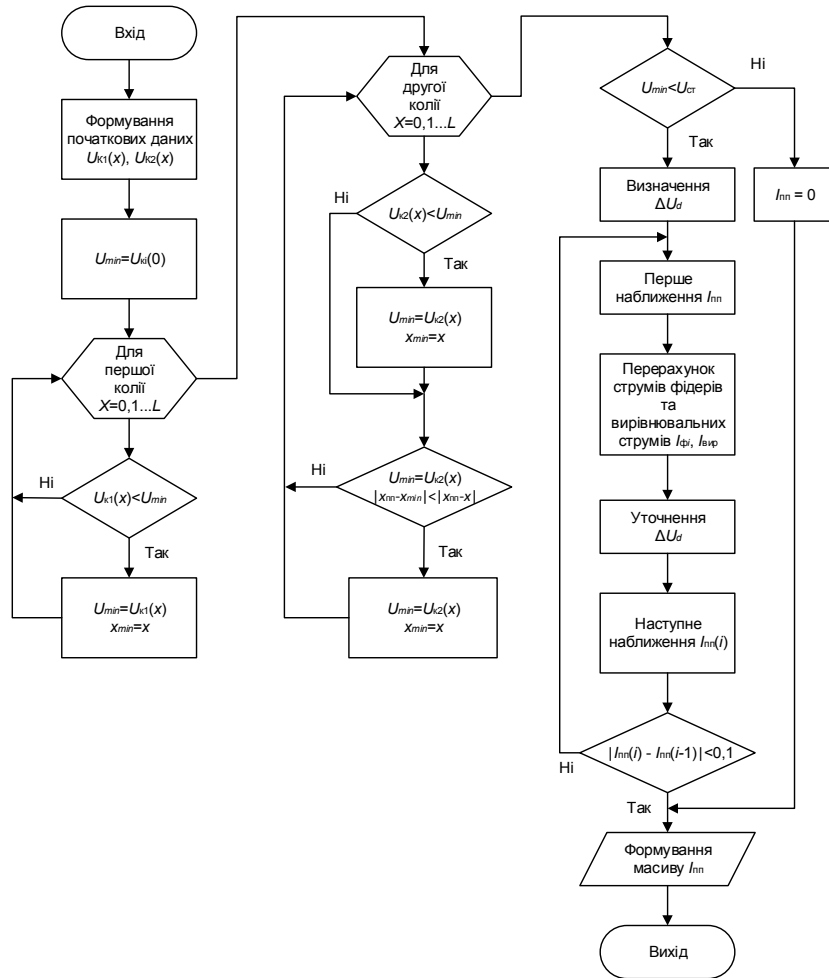 Вхід
Формування
початкових даних
Uк1(x), Uк2(x)
Umin=Uкi(0)
Для
першої
колії
X=0,1...L
Ні
Uк1(x)<Umin
Так
Umin=Uк1(x)
xmin=x
Для
другої
колії
X=0,1...L
Ні
Uк2(x)<Umin
Так
Umin=Uк2(x)
xmin=x
Ні
Umin=Uк2(x)
|xпп-xmin|<|xпп-x|
Так
Umin=Uк2(x)
xmin=x
Ні
Umin<Uст
Так
Визначення
ΔUd
Iпп = 0
Перше
наближення Iпп
Перерахунок
струмів фідерів
та
вирівнювальних
струмів Iфі, Iвир
Уточнення
ΔUd
Наступне
наближення Iпп(i)
|Iпп(i) - Iпп(i-1)|<0,1
Ні
Так
Формування
масиву Iпп
Вихід